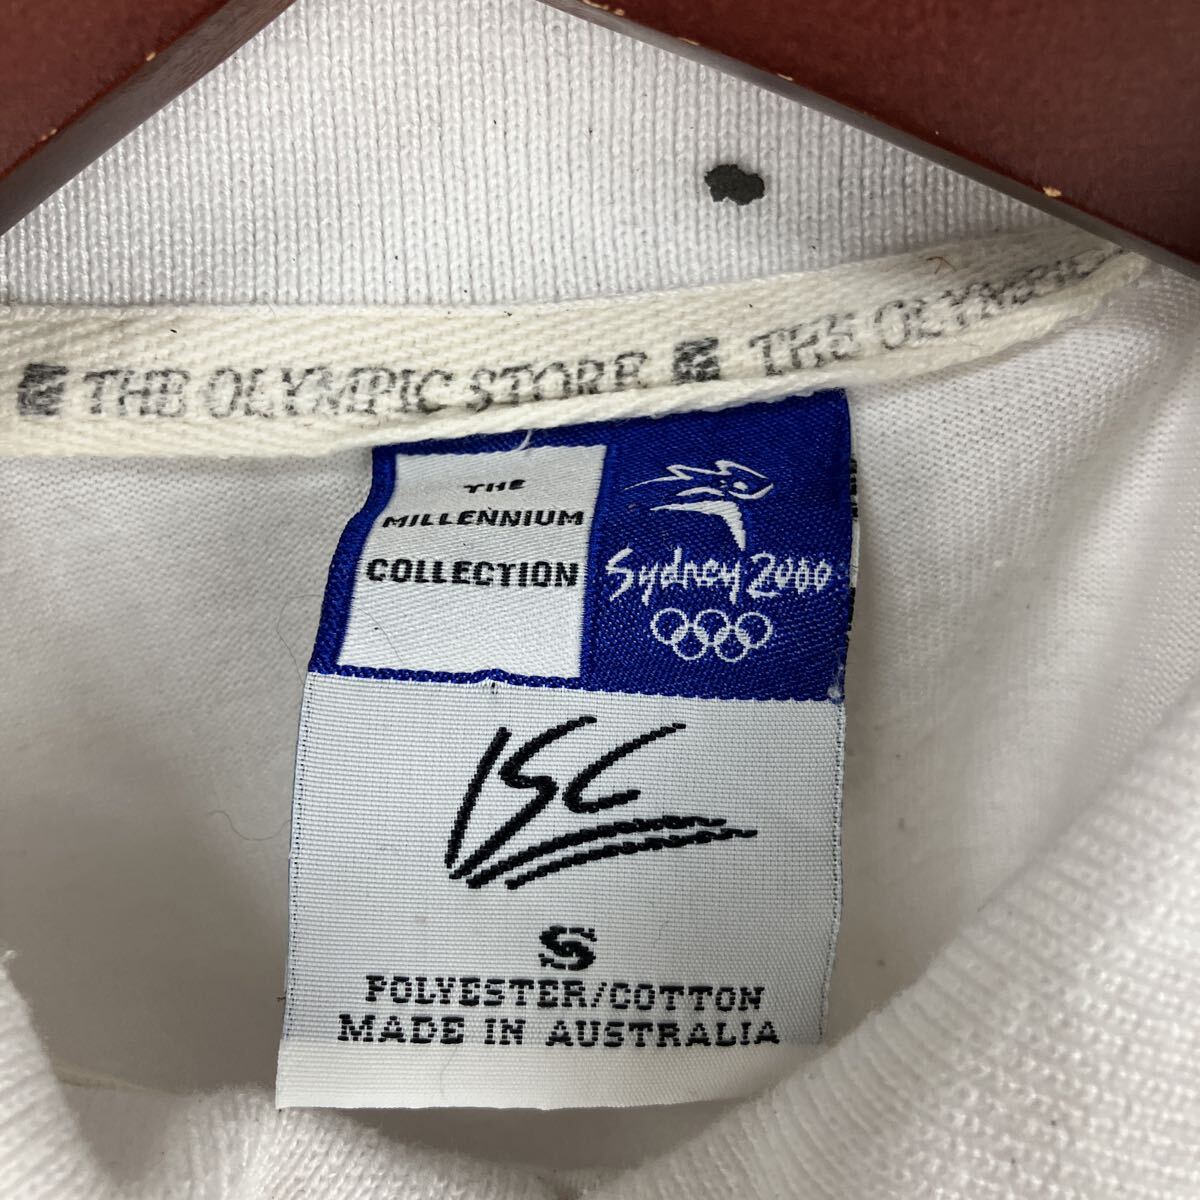 THE OLYMPIC STORE THE OLYMPIC
THE
MILLENNIUM
COLLECTION
Sydney 2000
ISC
S
POLYESTER/COTTON
MADE IN AUSTRALIA